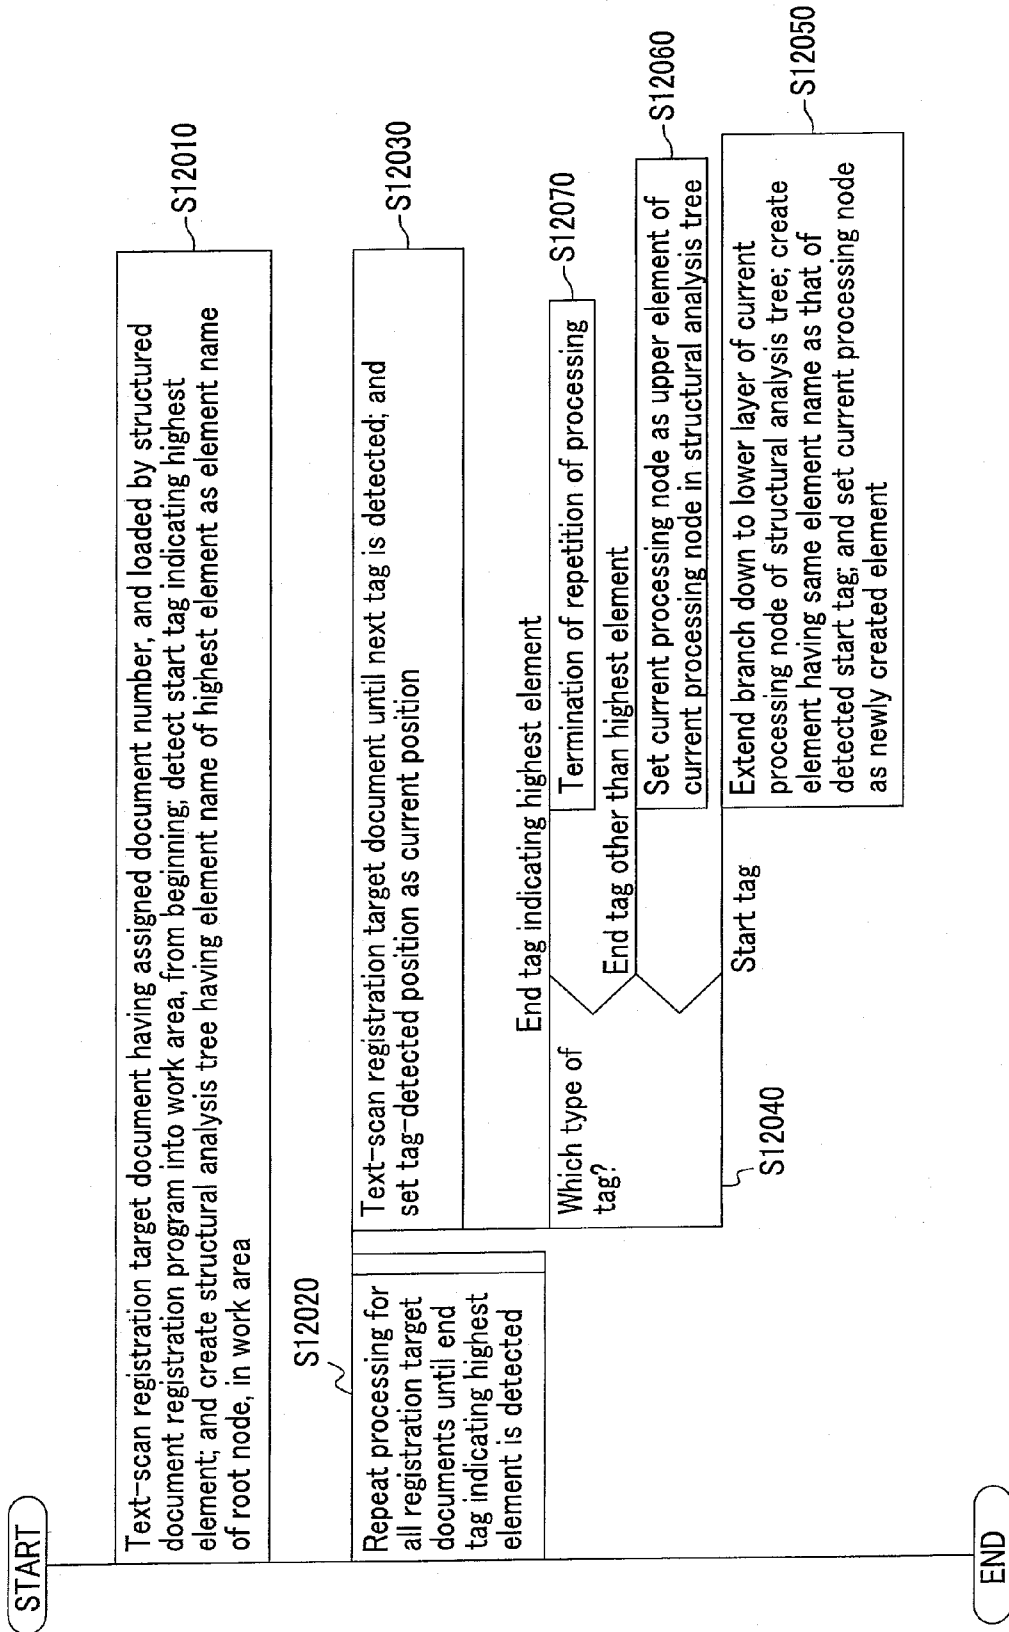 START
Text-scan registration target document having assigned document number, and loaded by structured
document registration program into work area, from beginning; detect start tag indicating highest
element; and create structural analysis tree having element name of highest element as element name
of root node, in work area
S12010
S12020
Repeat processing for
all registration target
documents until end
tag indicating highest
element is detected
Text-scan registration target document until next tag is detected; and
set tag-detected position as current position
S12030
Which type of
tag?
S12040
End tag indicating highest element
Termination of repetition of processing
S12070
End tag other than highest element
Set current processing node as upper element of
current processing node in structural analysis tree
S12060
Start tag
Extend branch down to lower layer of current
processing node of structural analysis tree; create
element having same element name as that of
detected start tag; and set current processing node
as newly created element
S12050
END